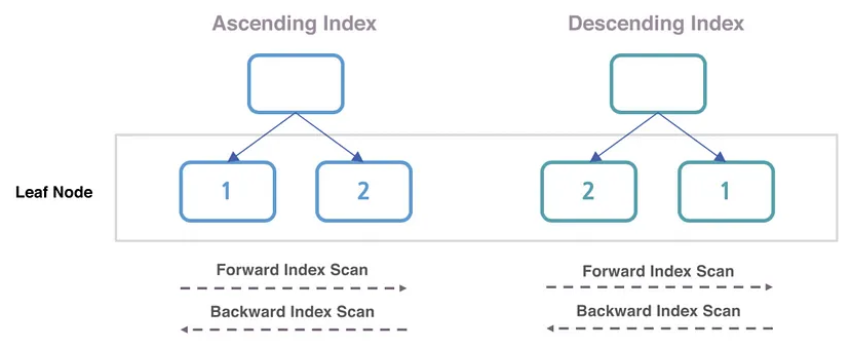 Ascending Index
Descending Index
Leaf Node
1
2
2
1
Forward Index Scan
Backward Index Scan
Forward Index Scan
Backward Index Scan